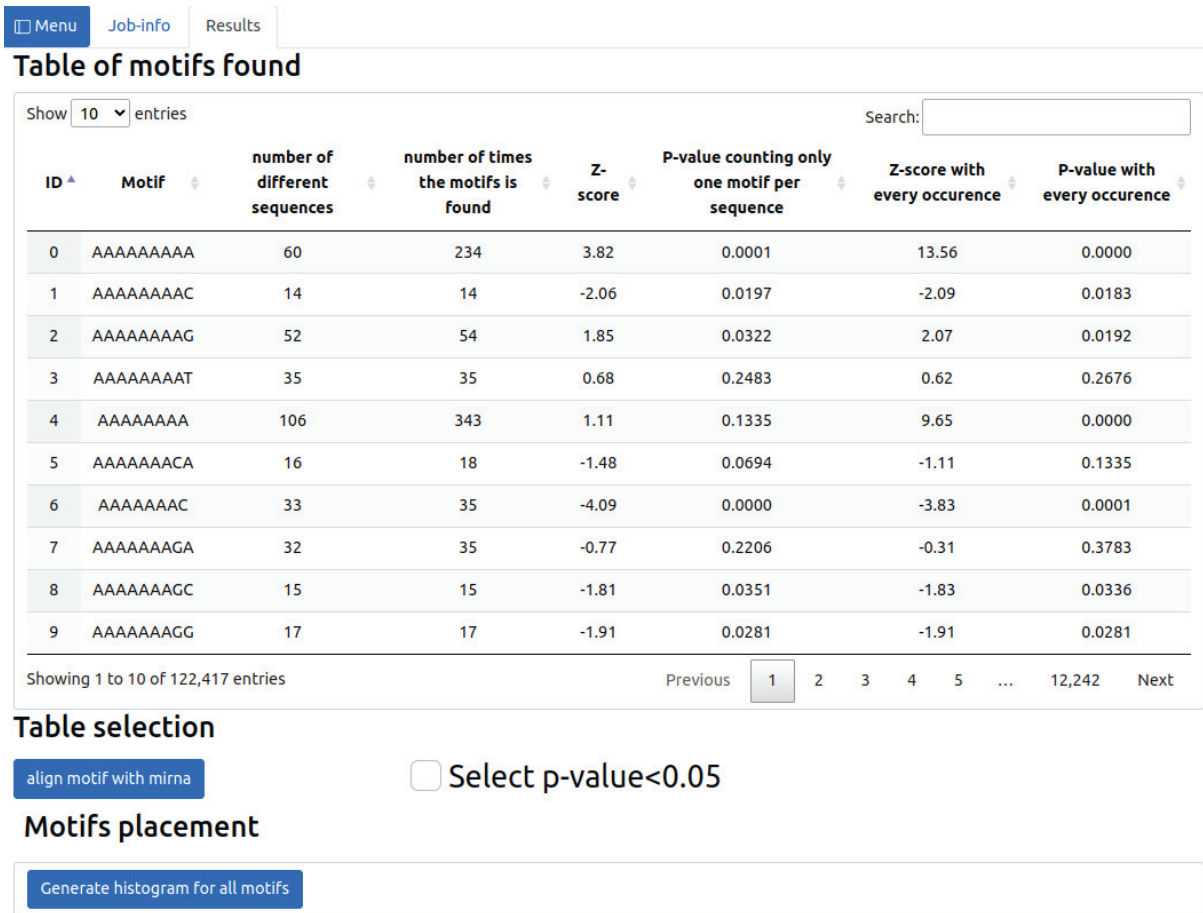 Menu Job-info Results
Table of motifs found
Show 10 entries Search:
ID Motif number of different sequences number of times the motifs is found Z-score P-value counting only one motif per sequence Z-score with every occurence P-value with every occurence
0 AAAAAAAAA 60 234 3.82 0.0001 13.56 0.0000
1 AAAAAAAAC 14 14 -2.06 0.0197 -2.09 0.0183
2 AAAAAAAAG 52 54 1.85 0.0322 2.07 0.0192
3 AAAAAAAAT 35 35 0.68 0.2483 0.62 0.2676
4 AAAAAAAA 106 343 1.11 0.1335 9.65 0.0000
5 AAAAAAACA 16 18 -1.48 0.0694 -1.11 0.1335
6 AAAAAAAC 33 35 -4.09 0.0000 -3.83 0.0001
7 AAAAAAAGA 32 35 -0.77 0.2206 -0.31 0.3783
8 AAAAAAAGC 15 15 -1.81 0.0351 -1.83 0.0336
9 AAAAAAAGG 17 17 -1.91 0.0281 -1.91 0.0281
Showing 1 to 10 of 122,417 entries Previous 1 2 3 4 5 ... 12,242 Next
Table selection
align motif with mirna Select p-value<0.05
Motifs placement
Generate histogram for all motifs